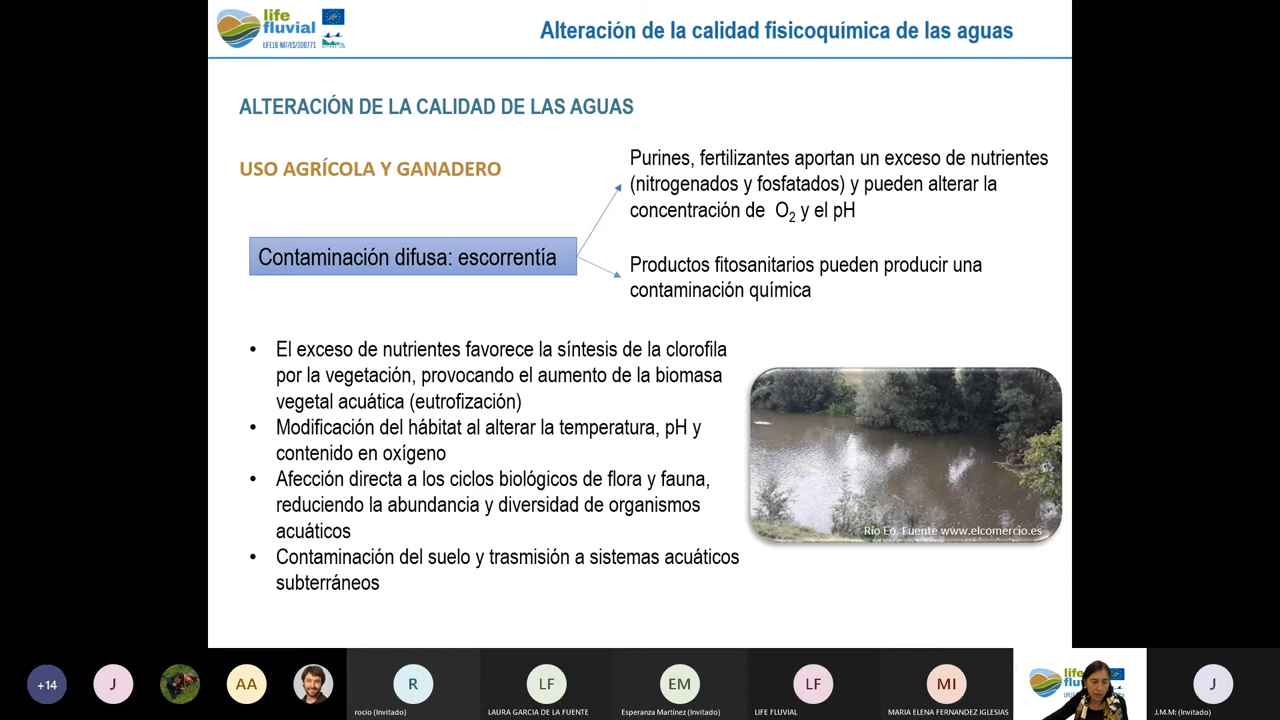 life
fluvial
LIFE16 NAT/ES/000771
Alteración de la calidad fisicoquímica de las aguas
ALTERACIÓN DE LA CALIDAD DE LAS AGUAS
USO AGRÍCOLA Y GANADERO
Purines, fertilizantes aportan un exceso de nutrientes
(nitrogenados y fosfatados) y pueden alterar la
concentración de O2 y el pH
Contaminación difusa: escorrentía
Productos fitosanitarios pueden producir una
contaminación química
• El exceso de nutrientes favorece la síntesis de la clorofila
por la vegetación, provocando el aumento de la biomasa
vegetal acuática (eutrofización)
• Modificación del hábitat al alterar la temperatura, pH y
contenido en oxígeno
• Afección directa a los ciclos biológicos de flora y fauna,
reduciendo la abundancia y diversidad de organismos
acuáticos
• Contaminación del suelo y trasmisión a sistemas acuáticos
subterráneos
Río Eo. Fuente www.elcomercio.es
+14
J
AA
R
rocio (Invitado)
LF
LAURA GARCIA DE LA FUENTE
EM
Esperanza Martínez (Invitado)
LF
LIFE FLUVIAL
MI
MARIA ELENA FERNANDEZ IGLESIAS
J
J.M.M: (Invitado)